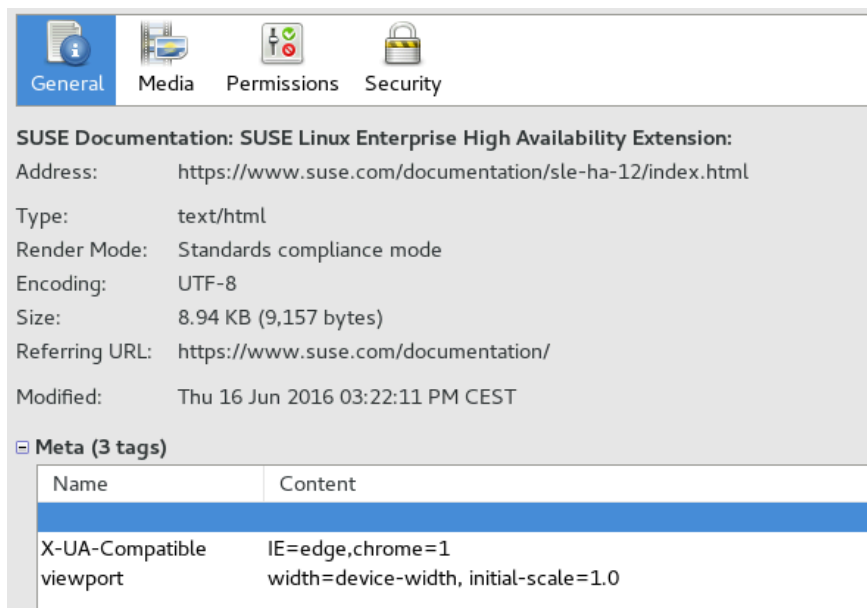 General Media Permissions Security
SUSE Documentation: SUSE Linux Enterprise High Availability Extension:
Address: https://www.suse.com/documentation/sle-ha-12/index.html
Type: text/html
Render Mode: Standards compliance mode
Encoding: UTF-8
Size: 8.94 KB (9,157 bytes)
Referring URL: https://www.suse.com/documentation/
Modified: Thu 16 Jun 2016 03:22:11 PM CEST
Meta (3 tags)
Name Content
X-UA-Compatible IE=edge,chrome=1
viewport width=device-width, initial-scale=1.0